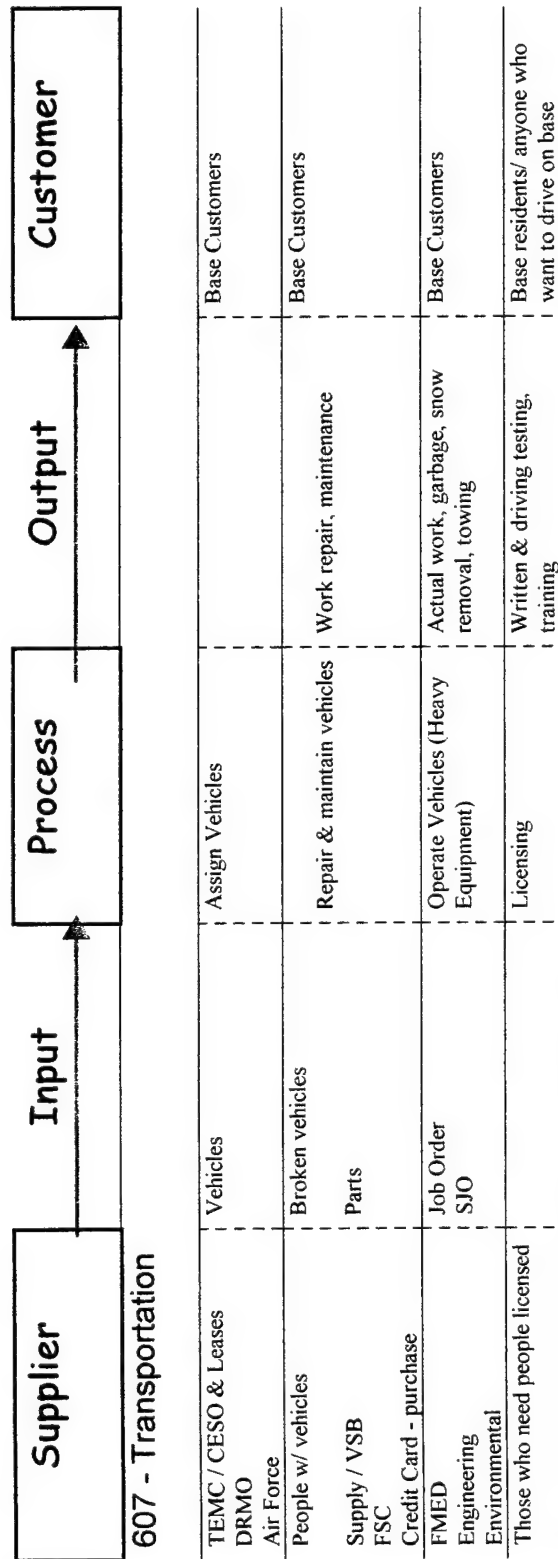 Supplier
Input
Process
Output
Customer
607 - Transportation
TEMC / CESO & Leases
DRMO
Air Force
Vehicles
Assign Vehicles
Base Customers
People w/ vehicles
Supply / VSB
FSC
Credit Card - purchase
Broken vehicles
Parts
Repair & maintain vehicles
Work repair, maintenance
Base Customers
FMED
Engineering
Environmental
Job Order
SJO
Operate Vehicles (Heavy
Equipment)
Actual work, garbage, snow
removal, towing
Base Customers
Those who need people licensed
Licensing
Written & driving testing,
training
Base residents/ anyone who
want to drive on base